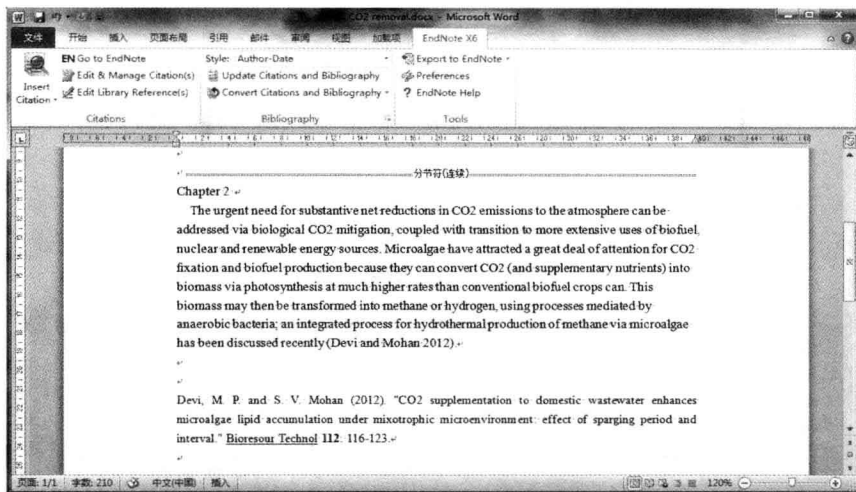 CO2 removal.docx - Microsoft Word
文件 开始 插入 页面布局 引用 邮件 审阅 视图 加载项 EndNote X6
EN Go to EndNote Style: Author-Date Export to EndNote
Edit & Manage Citation(s) Update Citations and Bibliography Preferences
Insert Citation Edit Library Reference(s) Convert Citations and Bibliography ? EndNote Help
Citations Bibliography Tools
分节符(连续)
Chapter 2
The urgent need for substantive net reductions in CO2 emissions to the atmosphere can be
addressed via biological CO2 mitigation, coupled with transition to more extensive uses of biofuel,
nuclear and renewable energy sources. Microalgae have attracted a great deal of attention for CO2
fixation and biofuel production because they can convert CO2 (and supplementary nutrients) into
biomass via photosynthesis at much higher rates than conventional biofuel crops can. This
biomass may then be transformed into methane or hydrogen, using processes mediated by
anaerobic bacteria; an integrated process for hydrothermal production of methane via microalgae
has been discussed recently (Devi and Mohan 2012).
Devi, M. P. and S. V. Mohan (2012). "CO2 supplementation to domestic wastewater enhances
microalgae lipid accumulation under mixotrophic microenvironment: effect of sparging period and
interval." Bioresour Technol 112: 116-123.
页面: 1/1 字数: 210 中文(中国) 插入 120%